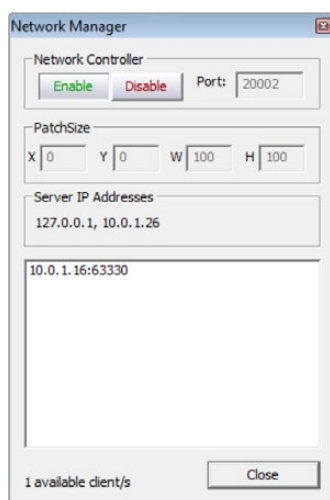 Network Manager
Network Controller
Enable Disable Port: 20002
PatchSize
X 0 Y 0 W 100 H 100
Server IP Addresses
127.0.0.1, 10.0.1.26
10.0.1.16:63330
1 available client/s
Close